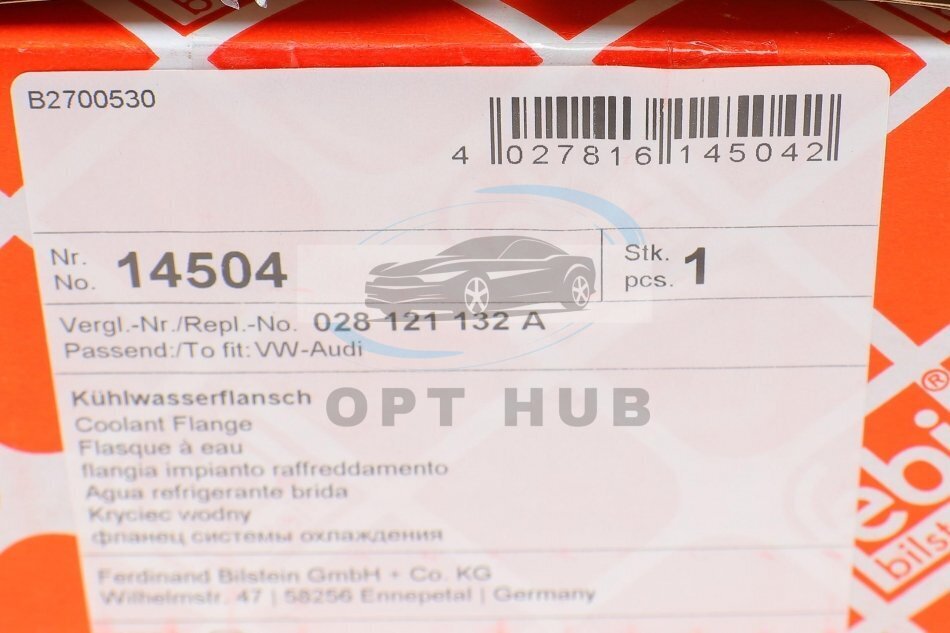 B2700530
4 027816 145042
Nr.
No. 14504
Stk.
pcs. 1
Vergl.-Nr./Repl.-No. 028 121 132 A
Passend:/To fit: VW-Audi
OPT HUB
Kühlwasserflansch
Coolant Flange
Flasque à eau
flangia impianto raffreddamento
Agua refrigerante brida
Kryciec wodny
фланец системы охлаждения
Ferdinand Bilstein GmbH + Co. KG
Wilhelmstr. 47 | 58256 Ennepetal | Germany
ebi®
bilst